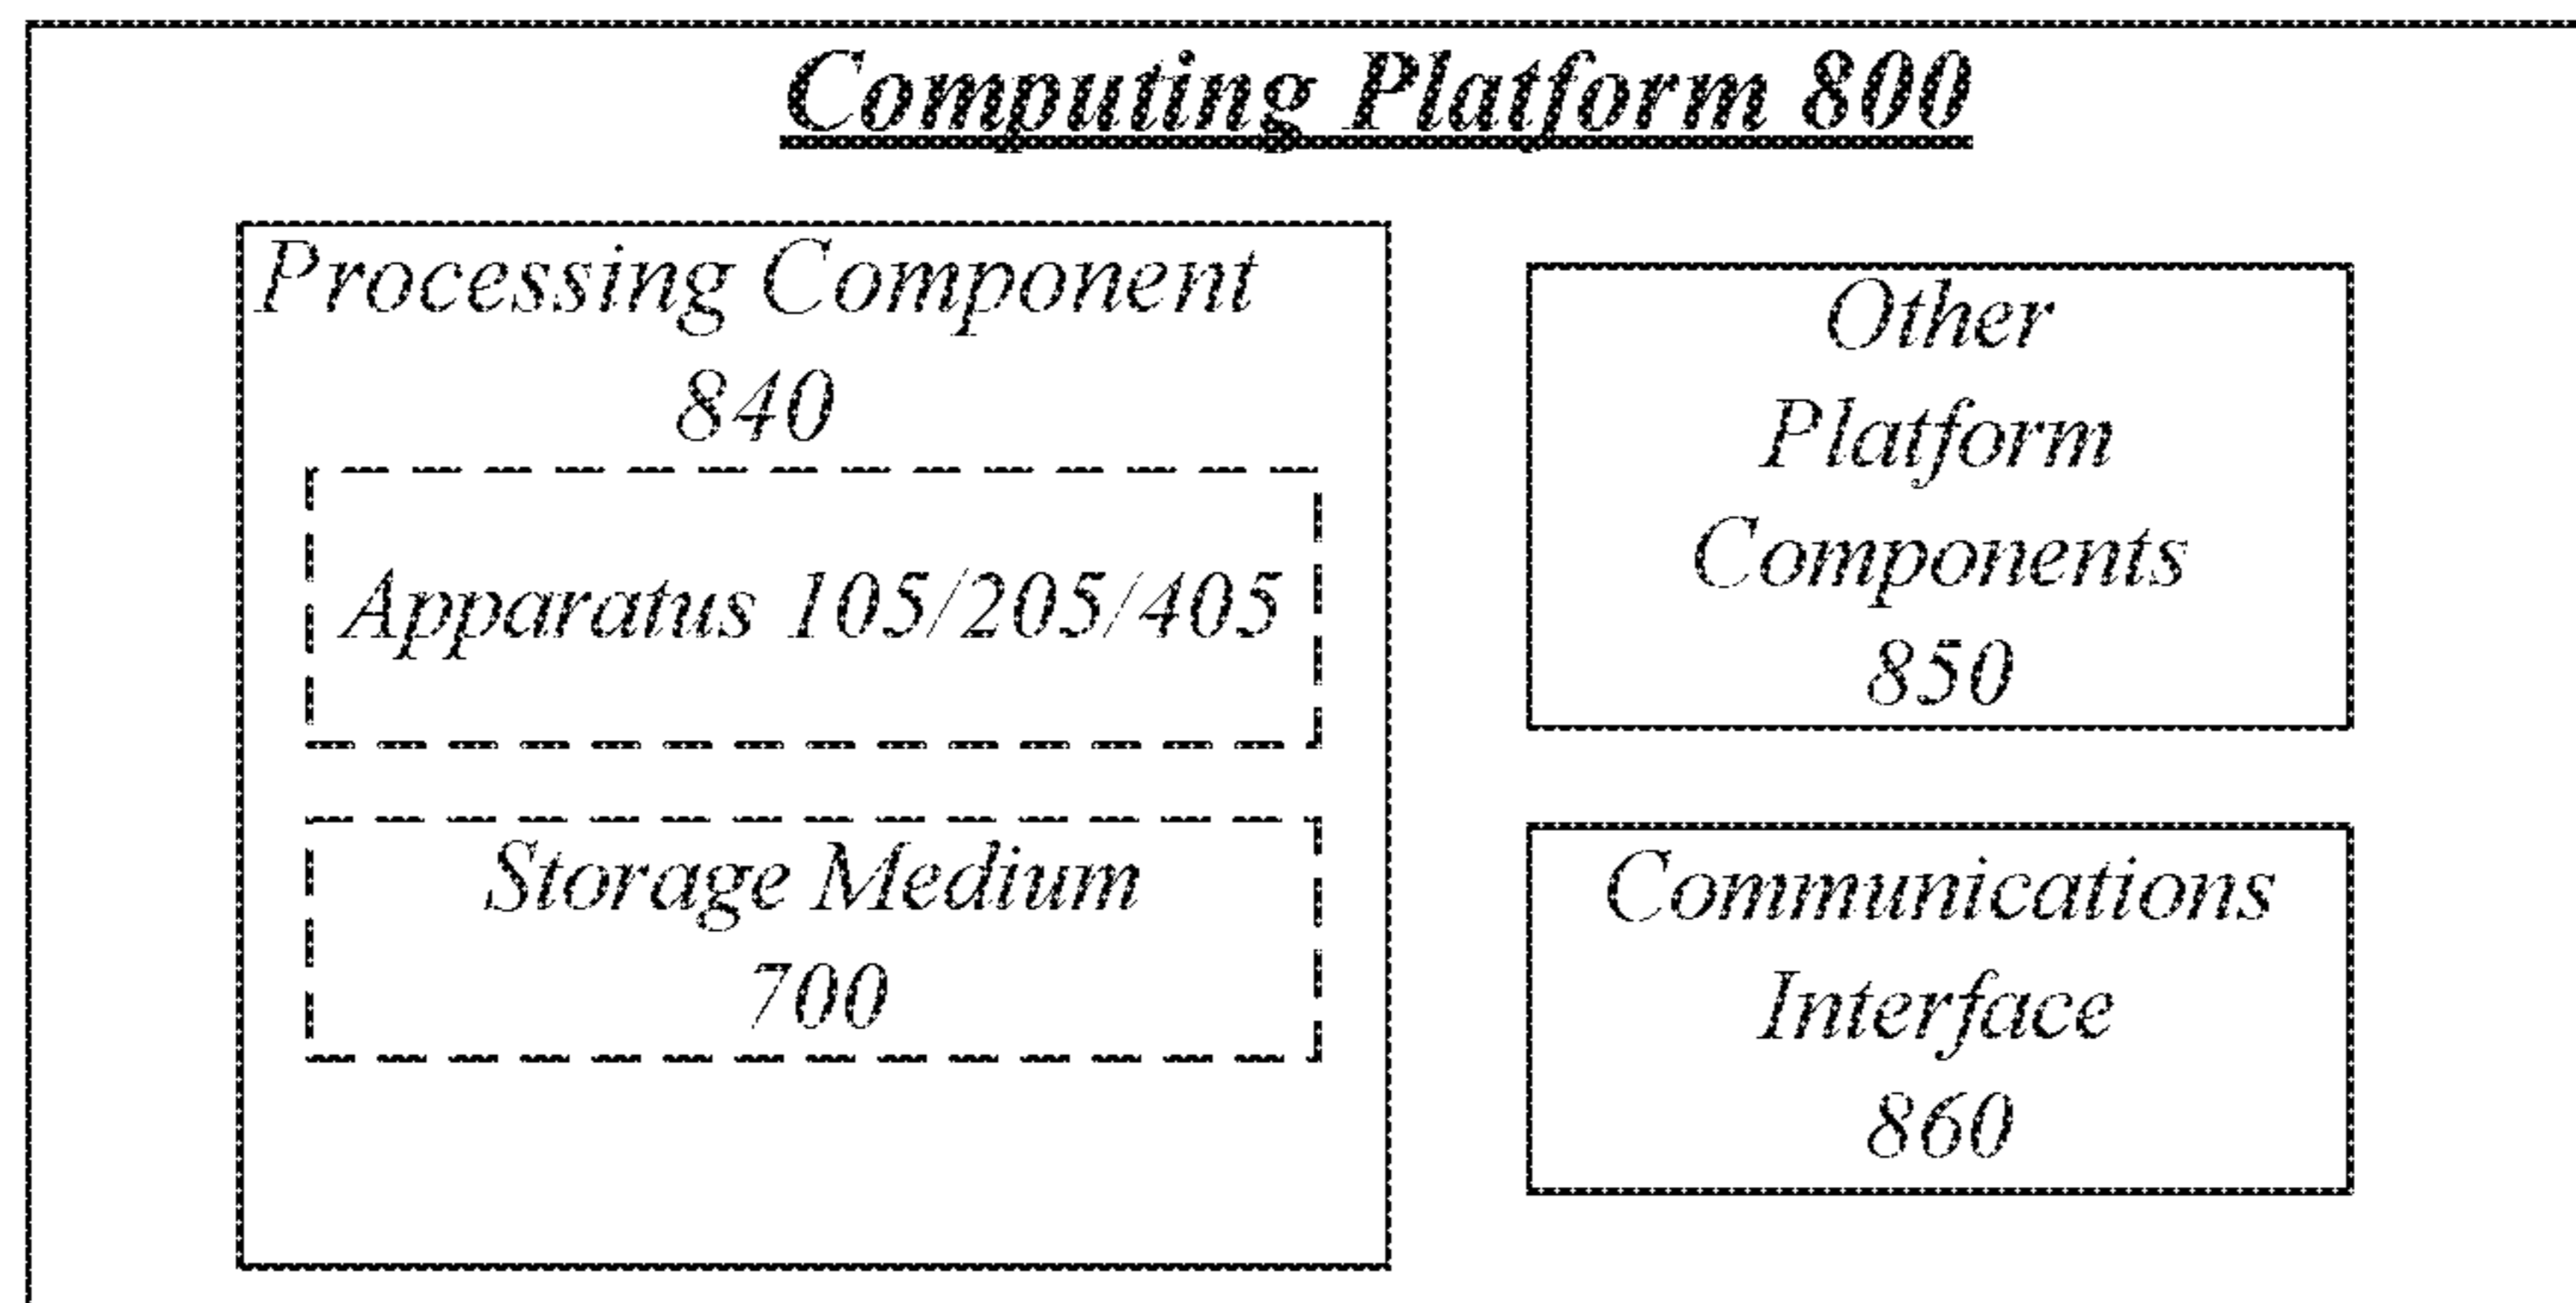 Computing Platform 800
Processing Component
840
Apparatus 105/205/405
Storage Medium
700
Other
Platform
Components
850
Communications
Interface
860